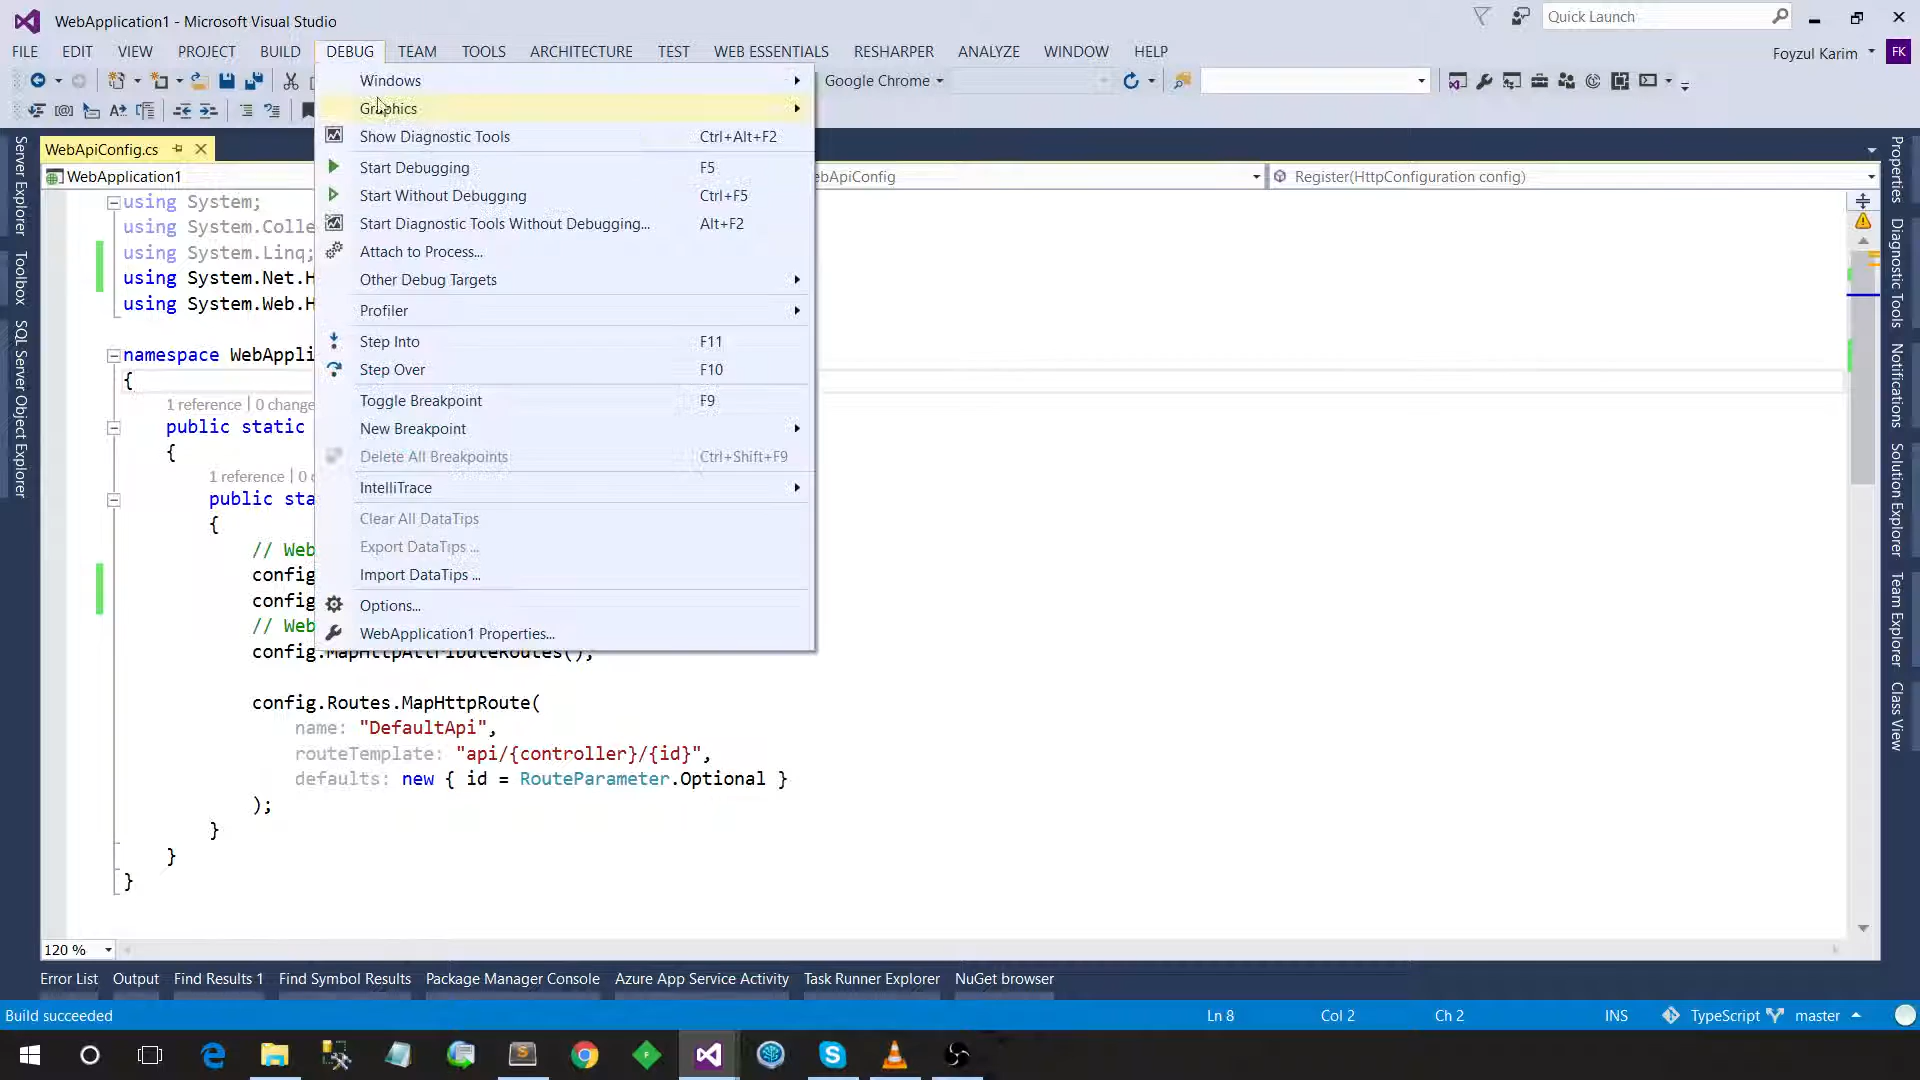 WebApplication1 - Microsoft Visual Studio
Quick Launch
FILE EDIT VIEW PROJECT BUILD DEBUG TEAM TOOLS ARCHITECTURE TEST WEB ESSENTIALS RESHARPER ANALYZE WINDOW HELP
Foyzul Karim
FK
Google Chrome
Windows
Graphics
Show Diagnostic Tools Ctrl+Alt+F2
Start Debugging F5
Start Without Debugging Ctrl+F5
Start Diagnostic Tools Without Debugging... Alt+F2
Attach to Process...
Other Debug Targets
Profiler
Step Into F11
Step Over F10
Toggle Breakpoint F9
New Breakpoint
Delete All Breakpoints Ctrl+Shift+F9
IntelliTrace
Clear All DataTips
Export DataTips ...
Import DataTips ...
Options...
WebApplication1 Properties...
WebApiConfig.cs
WebApplication1
ebApiConfig
Register(HttpConfiguration config)
using System;
using System.Colle
using System.Linq;
using System.Net.H
using System.Web.H
namespace WebAppli
{
1 reference | 0 change
public static
{
1 reference | 0 c
public sta
{
// Web
config
config
// Web
config.MapHttpAttributeRoutes();
config.Routes.MapHttpRoute(
name: "DefaultApi",
routeTemplate: "api/{controller}/{id}",
defaults: new { id = RouteParameter.Optional }
);
}
}
}
Server Explorer
Toolbox
SQL Server Object Explorer
Properties
Diagnostic Tools
Notifications
Solution Explorer
Team Explorer
Class View
120 %
Error List Output Find Results 1 Find Symbol Results Package Manager Console Azure App Service Activity Task Runner Explorer NuGet browser
Build succeeded Ln 8 Col 2 Ch 2 INS TypeScript master